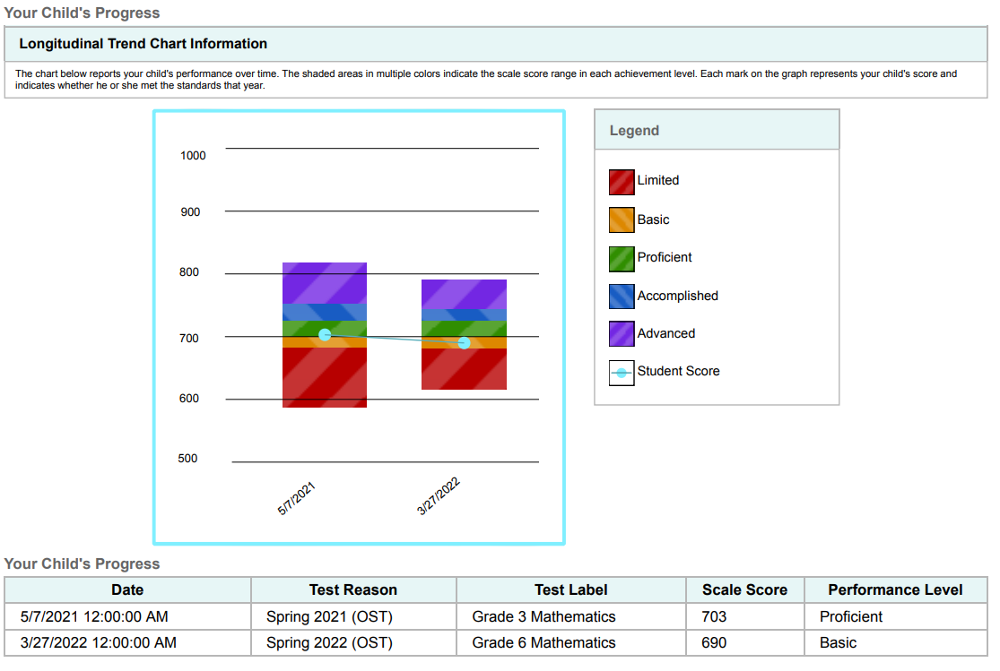 Your Child's Progress
Longitudinal Trend Chart Information
The chart below reports your child's performance over time. The shaded areas in multiple colors indicate the scale score range in each achievement level. Each mark on the graph represents your child's score and
indicates whether he or she met the standards that year.
1000
900
800
700
600
500
5/7/2021
3/27/2022
Legend
Limited
Basic
Proficient
Accomplished
Advanced
Student Score
Your Child's Progress
Date Test Reason Test Label Scale Score Performance Level
5/7/2021 12:00:00 AM Spring 2021 (OST) Grade 3 Mathematics 703 Proficient
3/27/2022 12:00:00 AM Spring 2022 (OST) Grade 6 Mathematics 690 Basic